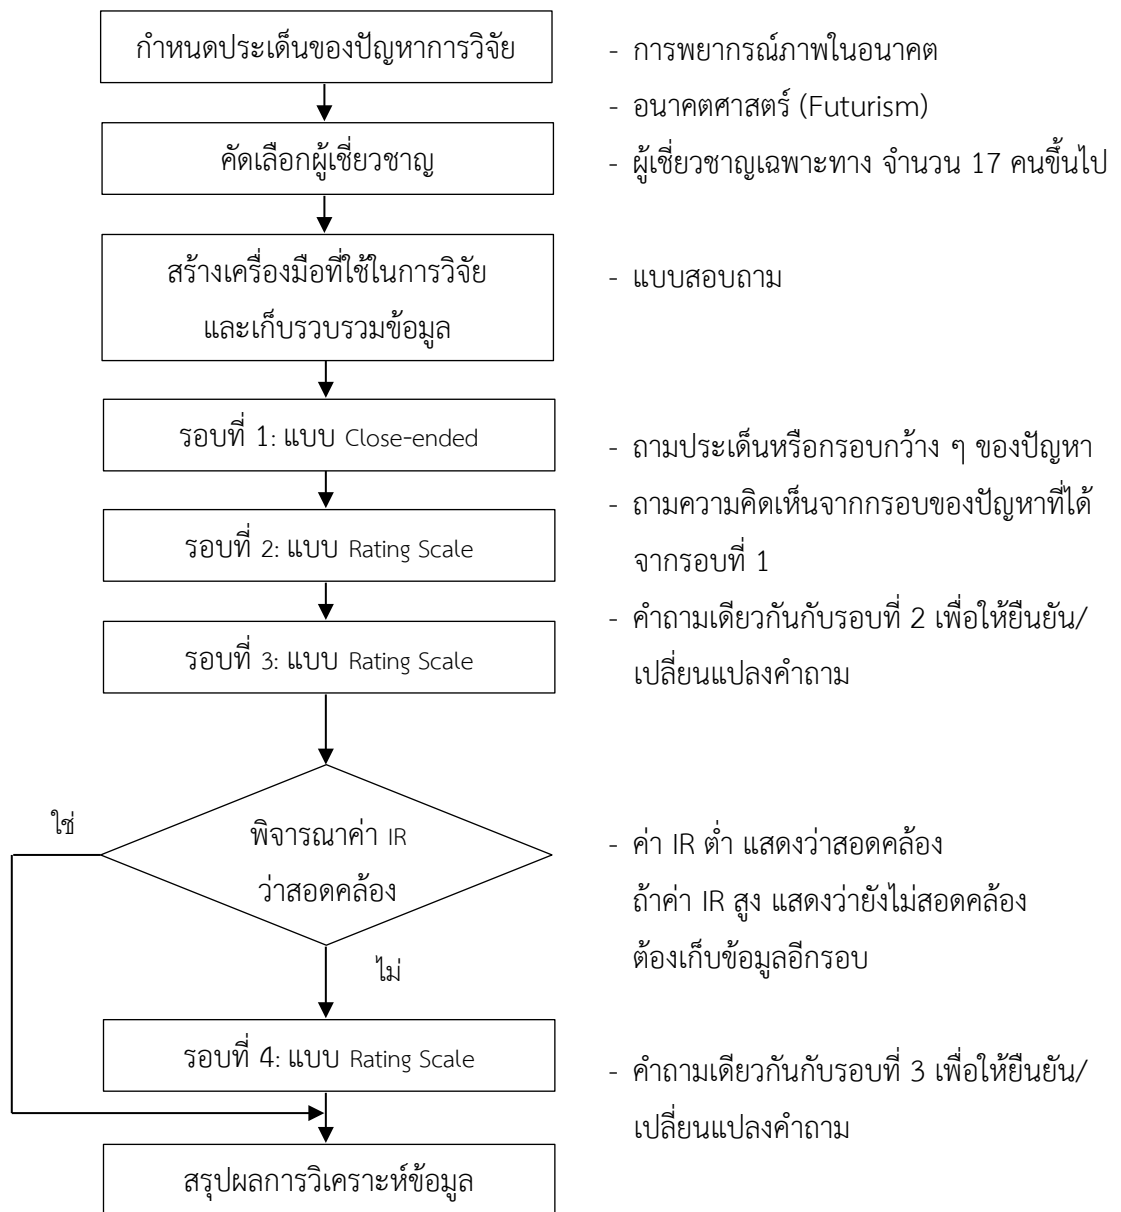 กำหนดประเด็นของปัญหาการวิจัย
- การพยากรณ์ภาพในอนาคต
- อนาคตศาสตร์ (Futurism)
คัดเลือกผู้เชี่ยวชาญ
- ผู้เชี่ยวชาญเฉพาะทาง จำนวน 17 คนขึ้นไป
สร้างเครื่องมือที่ใช้ในการวิจัย
และเก็บรวบรวมข้อมูล
- แบบสอบถาม
รอบที่ 1: แบบ Close-ended
- ถามประเด็นหรือกรอบกว้าง ๆ ของปัญหา
- ถามความคิดเห็นจากกรอบของปัญหาที่ได้
จากรอบที่ 1
รอบที่ 2: แบบ Rating Scale
- คำถามเดียวกันกับรอบที่ 2 เพื่อให้ยืนยัน/
เปลี่ยนแปลงคำถาม
รอบที่ 3: แบบ Rating Scale
ใช่
พิจารณาค่า IR
ว่าสอดคล้อง
- ค่า IR ต่ำ แสดงว่าสอดคล้อง
ถ้าค่า IR สูง แสดงว่ายังไม่สอดคล้อง
ต้องเก็บข้อมูลอีกรอบ
ไม่
รอบที่ 4: แบบ Rating Scale
- คำถามเดียวกันกับรอบที่ 3 เพื่อให้ยืนยัน/
เปลี่ยนแปลงคำถาม
สรุปผลการวิเคราะห์ข้อมูล